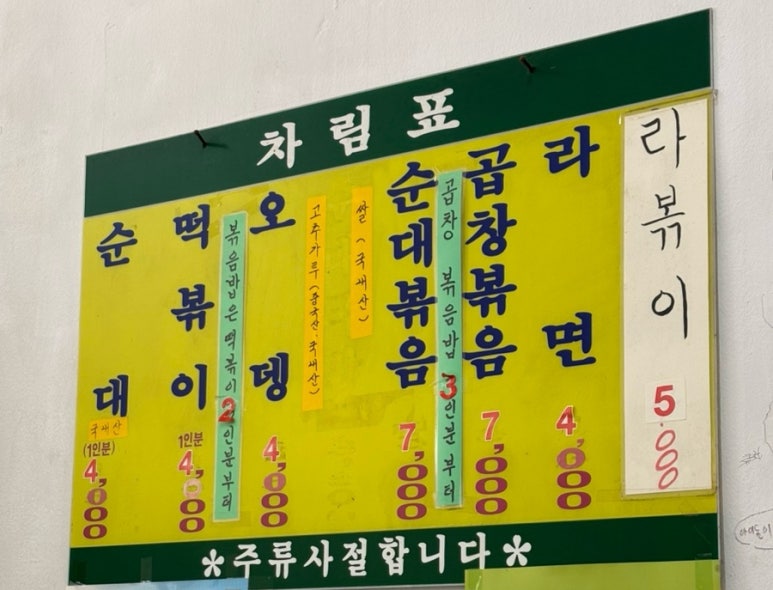 차림표
순대
국내산
(1인분)
4,000
떡볶이
1인분
4,000
볶음밥은 떡볶이 2인분부터
오뎅
4,000
고추가루(중국산.국내산)
쌀(국내산)
순대볶음
7,000
곱창 볶음밥 3인분부터
곱창볶음
7,000
라면
4,000
라볶이
5.000
*주류사절합니다*